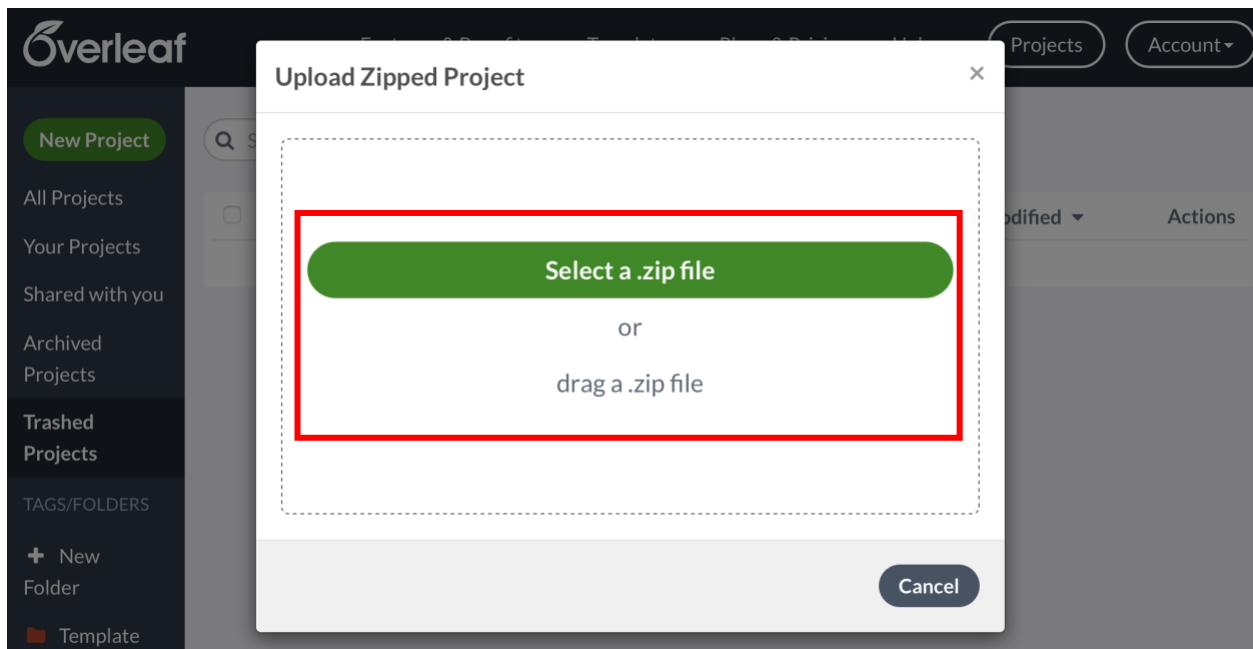 Overleaf
Projects
Account
Upload Zipped Project
×
New Project
All Projects
Your Projects
Shared with you
Archived
Projects
Trashed
Projects
TAGS/FOLDERS
New
Folder
Template
Actions
Select a .zip file
or
drag a .zip file
Cancel